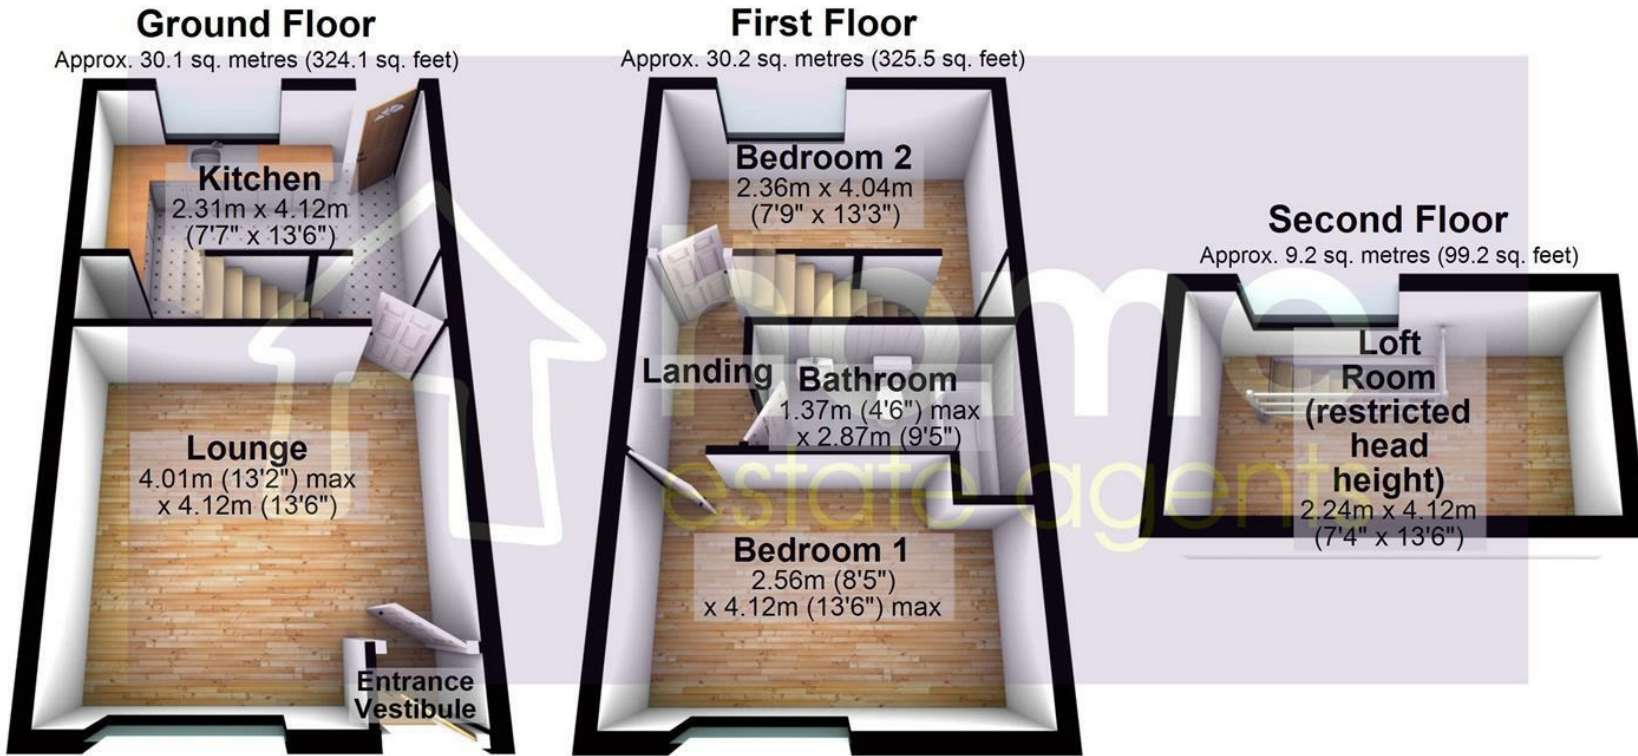 Ground Floor
Approx. 30.1 sq. metres (324.1 sq. feet)
Kitchen
2.31m x 4.12m
(7'7" x 13'6")
Lounge
4.01m (13'2") max
x 4.12m (13'6")
Entrance
Vestibule
First Floor
Approx. 30.2 sq. metres (325.5 sq. feet)
Bedroom 2
2.36m x 4.04m
(7'9" x 13'3")
Landing
Bathroom
1.37m (4'6") max
x 2.87m (9'5")
Bedroom 1
2.56m (8'5")
x 4.12m (13'6") max
Second Floor
Approx. 9.2 sq. metres (99.2 sq. feet)
Loft
Room
(restricted
head
height)
2.24m x 4.12m
(7'4" x 13'6")
home
estate agents